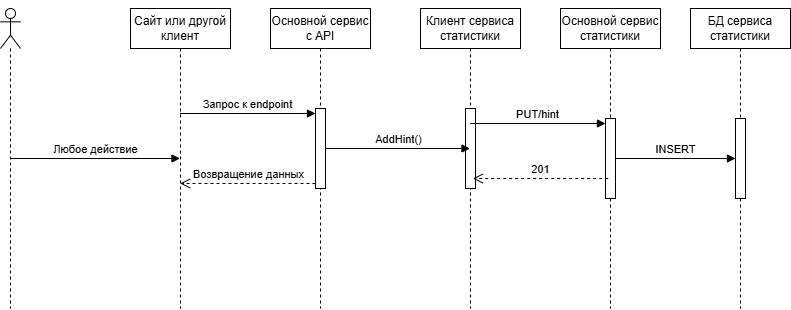 Сайт или другой
клиент
Основной сервис
с API
Клиент сервиса
статистики
Основной сервис
статистики
БД сервиса
статистики
Запрос к endpoint
PUT/hint
AddHint()
Любое действие
INSERT
Возвращение данных
201